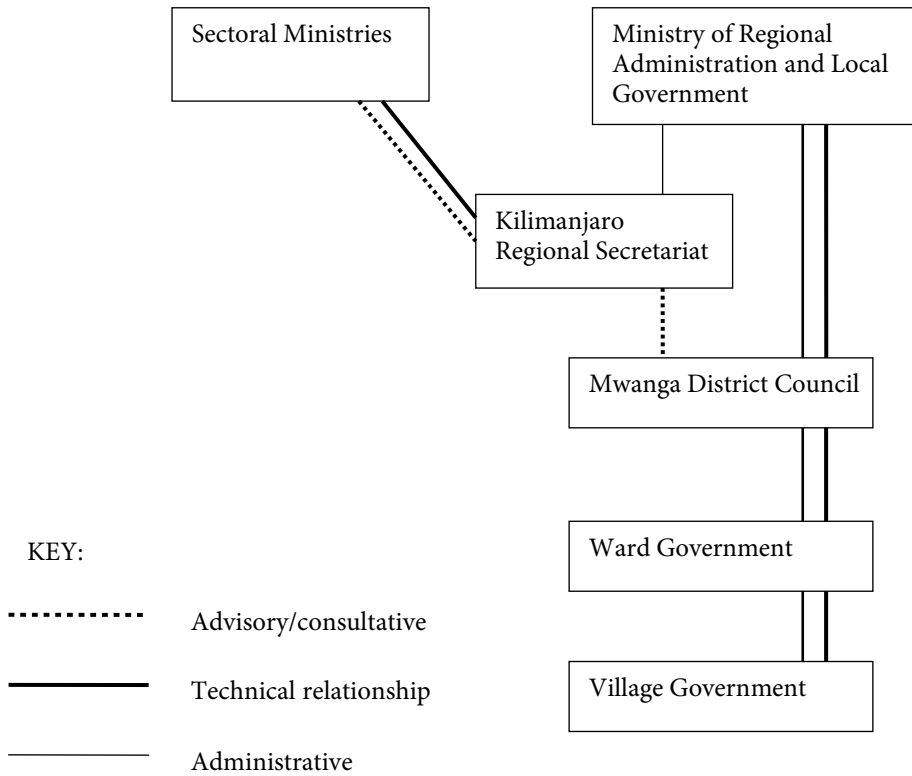 Sectoral Ministries
Ministry of Regional
Administration and Local
Government
Kilimanjaro
Regional Secretariat
Mwanga District Council
Ward Government
Village Government
KEY:
Advisory/consultative
Technical relationship
Administrative